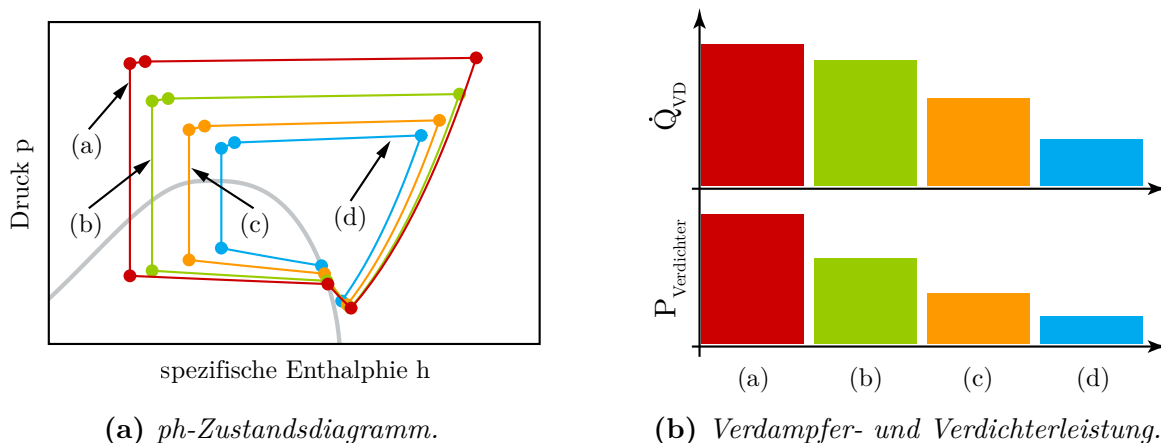 Druck p
(a)
(b)
(c)
(d)
spezifische Enthalphie h
(a) ph-Zustandsdiagramm.
Q̇VD
PVerdichter
(a) (b) (c) (d)
(b) Verdampfer- und Verdichterleistung.